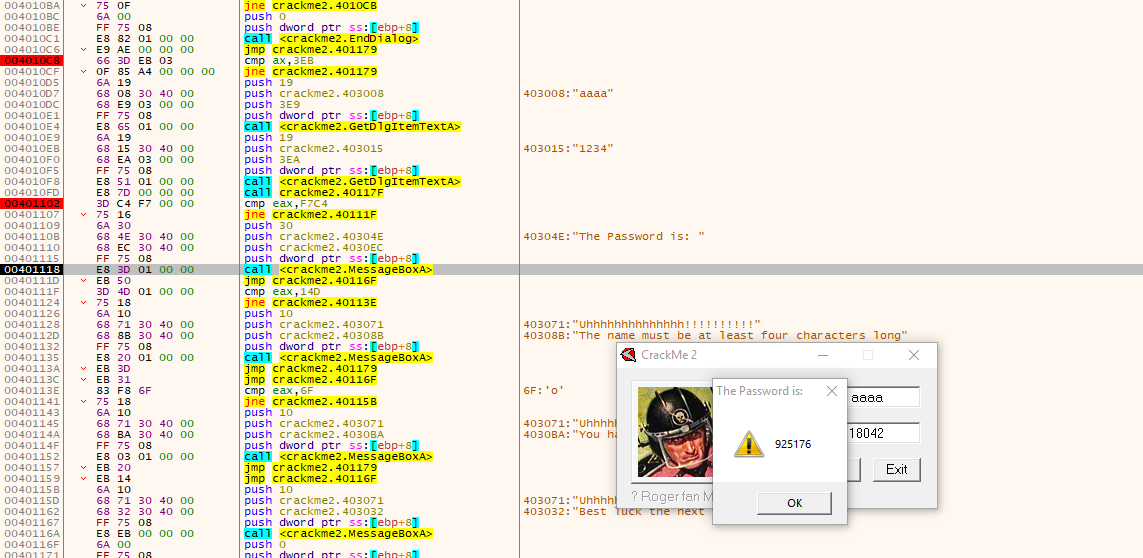 004010BA 75 0F jne crackme2.4010CB
004010BC 6A 00 push 0
004010BE FF 75 08 push dword ptr ss:[ebp+8]
004010C1 E8 82 01 00 00 call <crackme2.EndDialog>
004010C6 E9 AE 00 00 00 jmp crackme2.401179
004010CB 66 3D EB 03 cmp ax,3EB
004010CF 0F 85 A4 00 00 00 jne crackme2.401179
004010D5 6A 19 push 19
004010D7 68 08 30 40 00 push crackme2.403008 403008:"aaaa"
004010DC 68 E9 03 00 00 push 3E9
004010E1 FF 75 08 push dword ptr ss:[ebp+8]
004010E4 E8 65 01 00 00 call <crackme2.GetDlgItemTextA>
004010E9 6A 19 push 19
004010EB 68 15 30 40 00 push crackme2.403015 403015:"1234"
004010F0 68 EA 03 00 00 push 3EA
004010F5 FF 75 08 push dword ptr ss:[ebp+8]
004010F8 E8 51 01 00 00 call <crackme2.GetDlgItemTextA>
004010FD E8 7D 00 00 00 call crackme2.40117F
00401102 3D C4 F7 00 00 cmp eax,F7C4
00401107 75 16 jne crackme2.40111F
00401109 6A 30 push 30
0040110B 68 4E 30 40 00 push crackme2.40304E 40304E:"The Password is: "
00401110 68 EC 30 40 00 push crackme2.4030EC
00401115 FF 75 08 push dword ptr ss:[ebp+8]
00401118 E8 3D 01 00 00 call <crackme2.MessageBoxA>
0040111D EB 50 jmp crackme2.40116F
0040111F 3D 4D 01 00 00 cmp eax,14D
00401124 75 18 jne crackme2.40113E
00401126 6A 10 push 10
00401128 68 71 30 40 00 push crackme2.403071 403071:"Uhhhhhhhhhhhhhh!!!!!!!!!!"
0040112D 68 8B 30 40 00 push crackme2.40308B 40308B:"The name must be at least four characters long"
00401132 FF 75 08 push dword ptr ss:[ebp+8]
00401135 E8 20 01 00 00 call <crackme2.MessageBoxA>
0040113A EB 3D jmp crackme2.401179
0040113C EB 31 jmp crackme2.40116F
0040113E 83 F8 6F cmp eax,6F 6F:'o'
00401141 75 18 jne crackme2.40115B
00401143 6A 10 push 10
00401145 68 71 30 40 00 push crackme2.403071 403071:"Uhhhh
0040114A 68 BA 30 40 00 push crackme2.4030BA 4030BA:"You ha
0040114F FF 75 08 push dword ptr ss:[ebp+8]
00401152 E8 03 01 00 00 call <crackme2.MessageBoxA>
00401157 EB 20 jmp crackme2.401179
00401159 EB 14 jmp crackme2.40116F
0040115B 6A 10 push 10
0040115D 68 71 30 40 00 push crackme2.403071 403071:"Uhhhh
00401162 68 32 30 40 00 push crackme2.403032 403032:"Best luck the next
00401167 FF 75 08 push dword ptr ss:[ebp+8]
0040116A E8 EB 00 00 00 call <crackme2.MessageBoxA>
0040116F 6A 00 push 0
00401171 FF 75 08 push dword ptr ss:[ebp+8]
CrackMe 2
The Password is:
925176
OK
aaaa
18042
Exit
? Roger fan M